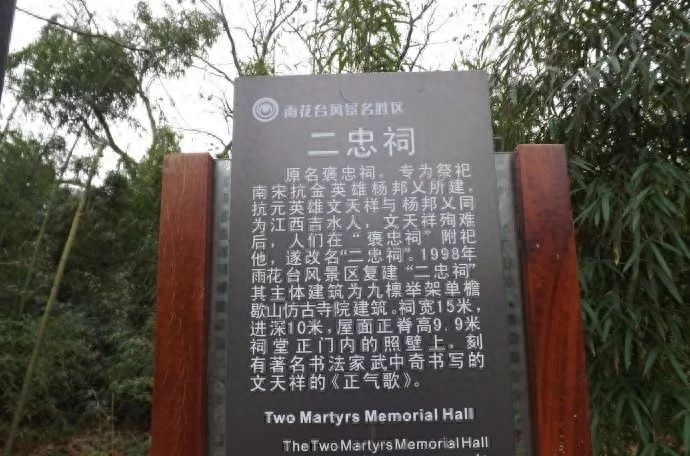 雨花台风景名胜区
二忠祠
原名褒忠祠，专为祭祀
南宋抗金英雄杨邦乂所建，
抗元英雄文天祥与杨邦乂同
为江西吉水人，文天祥殉难
后，人们在“褒忠祠”附祀
他，遂改名“二忠祠”。1998年
雨花台风景区复建“二忠祠”
其主体建筑为九檩举架单檐
歇山仿古寺院建筑。祠宽15米，
进深10米，屋面正脊高9.9米
祠堂正门内的照壁上，刻
有著名书法家武中奇书写的
文天祥的《正气歌》。
Two Martyrs Memorial Hall
The Two Martyrs Memorial Hall